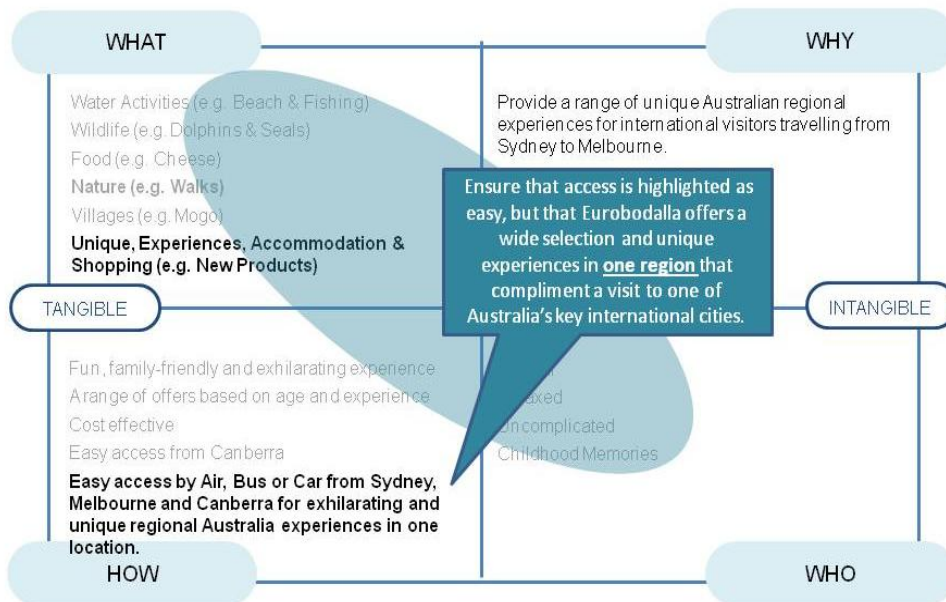 WHAT
WHY
Water Activities (e.g. Beach & Fishing)
Wildlife (e.g. Dolphins & Seals)
Food (e.g. Cheese)
Nature (e.g. Walks)
Villages (e.g. Mogo)
Unique, Experiences, Accommodation &
Shopping (e.g. New Products)
Provide a range of unique Australian regional
experiences for international visitors travelling from
Sydney to Melbourne.
Ensure that access is highlighted as
easy, but that Eurobodalla offers a
wide selection and unique
experiences in one region that
compliment a visit to one of
Australia's key international cities.
TANGIBLE
INTANGIBLE
Fun, family-friendly and exhilarating experience
A range of offers based on age and experience
Cost effective
Easy access from Canberra
Easy access by Air, Bus or Car from Sydney,
Melbourne and Canberra for exhilarating and
unique regional Australia experiences in one
location.
Uncomplicated
Childhood Memories
HOW
WHO